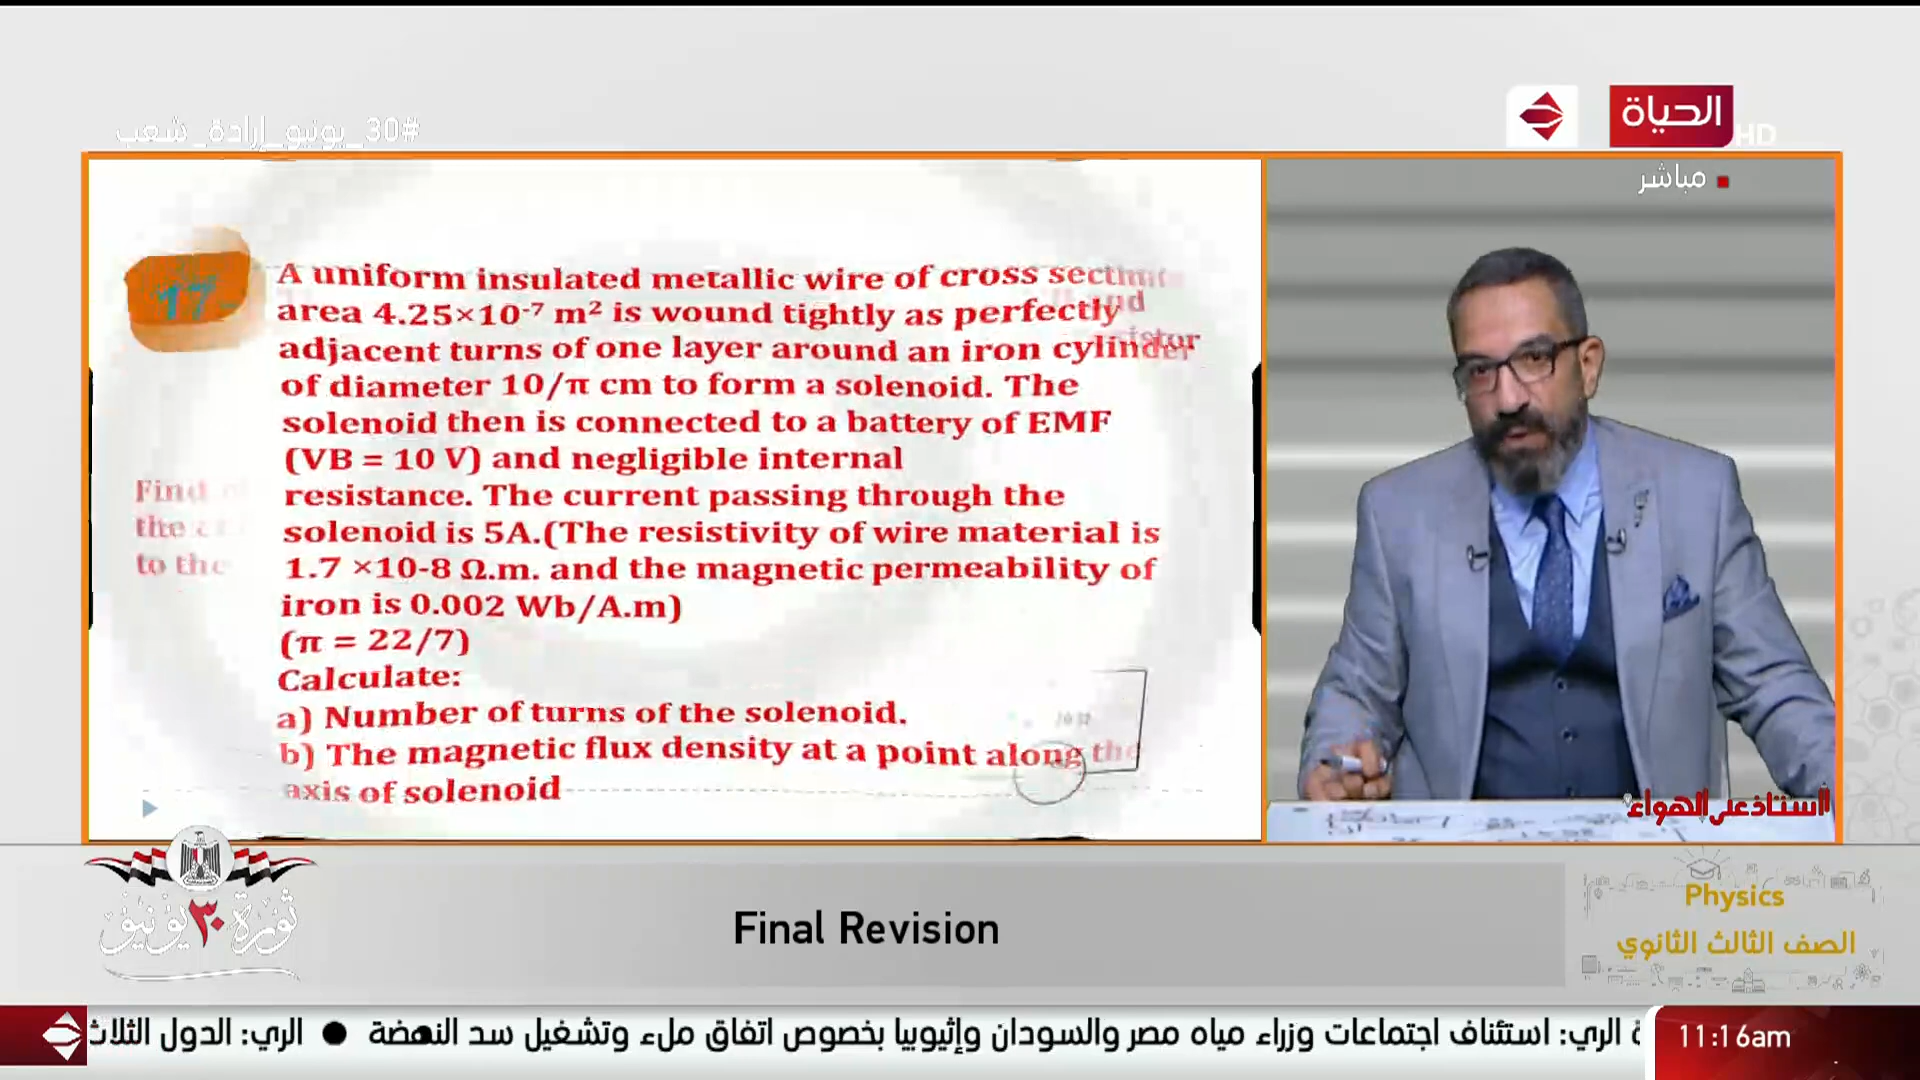 #30_يونيو_إرادة_شعب
الحياة
HD
مباشر
17
A uniform insulated metallic wire of cross section
area 4.25×10-⁷ m² is wound tightly as perfectly
adjacent turns of one layer around an iron cylinder
of diameter 10/π cm to form a solenoid. The
solenoid then is connected to a battery of EMF
(VB = 10 V) and negligible internal
resistance. The current passing through the
solenoid is 5A.(The resistivity of wire material is
1.7 ×10-8 Ω.m. and the magnetic permeability of
iron is 0.002 Wb/A.m)
(π = 22/7)
Calculate:
a) Number of turns of the solenoid.
b) The magnetic flux density at a point along the
axis of solenoid
Find
the
to the
أستاذ على الهواء
ثورة ٣٠ يونيو
Final Revision
Physics
الصف الثالث الثانوي
الري: استئناف اجتماعات وزراء مياه مصر والسودان وإثيوبيا بخصوص اتفاق ملء وتشغيل سد النهضة ● الري: الدول الثلاث
11:16am